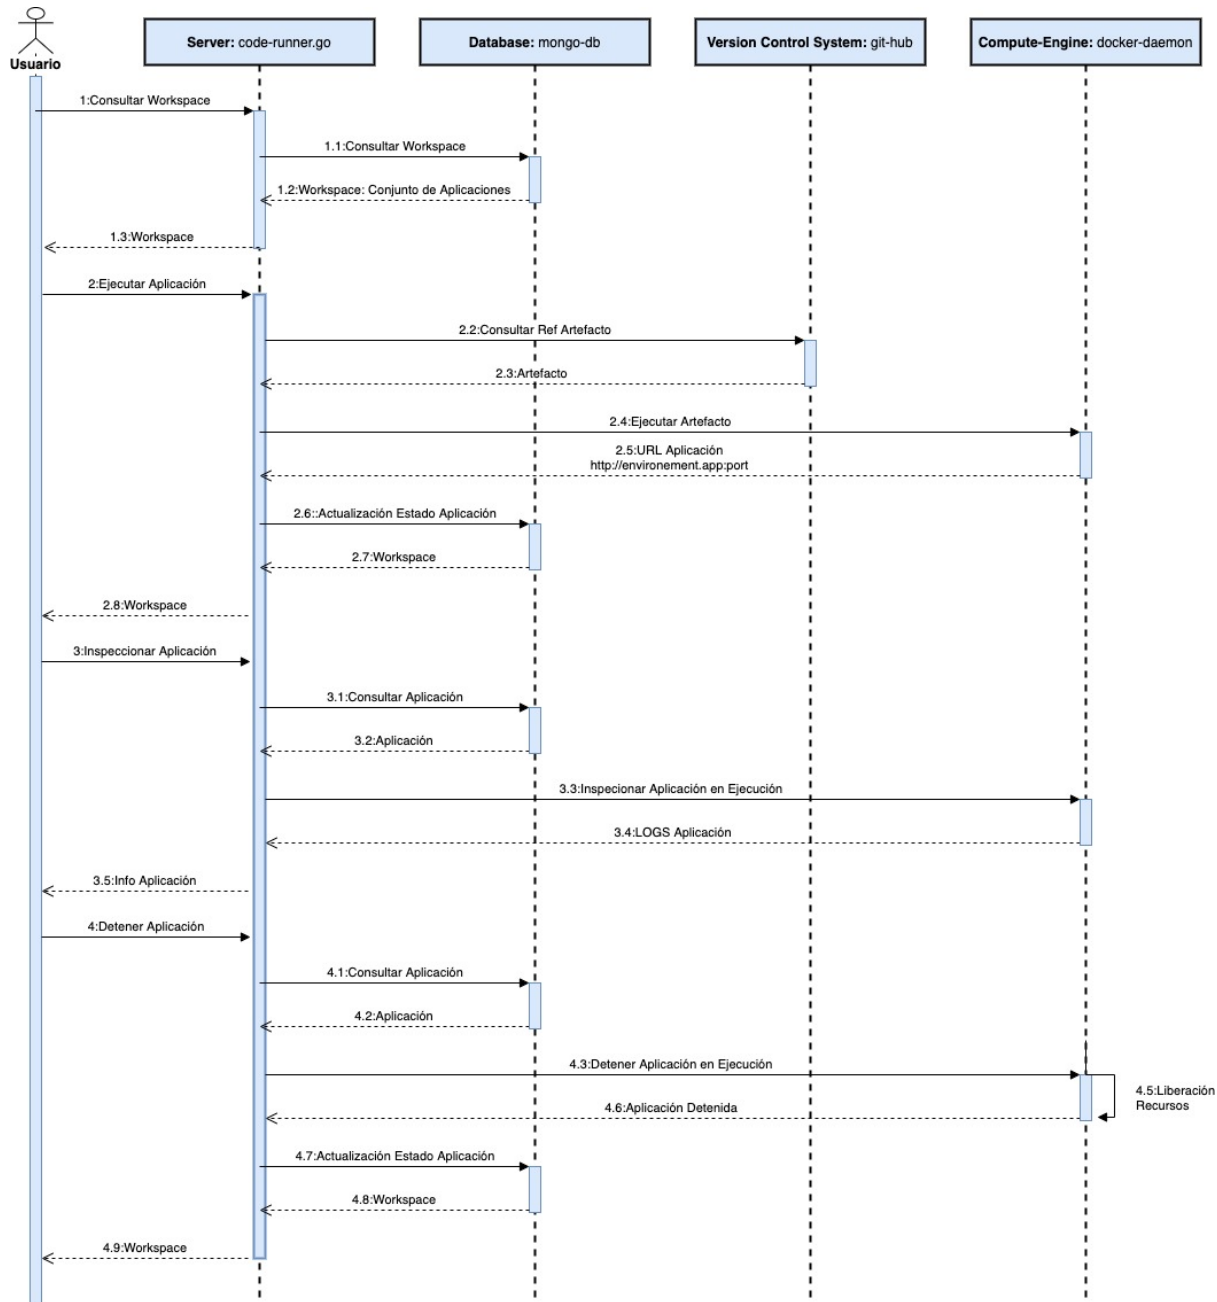 Usuario
Server: code-runner.go
Database: mongo-db
Version Control System: git-hub
Compute-Engine: docker-daemon
1:Consultar Workspace
1.1:Consultar Workspace
1.2:Workspace: Conjunto de Aplicaciones
1.3:Workspace
2:Ejecutar Aplicación
2.2:Consultar Ref Artefacto
2.3:Artefacto
2.4:Ejecutar Artefacto
2.5:URL Aplicación
http://environement.app:port
2.6::Actualización Estado Aplicación
2.7:Workspace
2.8:Workspace
3:Inspeccionar Aplicación
3.1:Consultar Aplicación
3.2:Aplicación
3.3:Inspecionar Aplicación en Ejecución
3.4:LOGS Aplicación
3.5:Info Aplicación
4:Detener Aplicación
4.1:Consultar Aplicación
4.2:Aplicación
4.3:Detener Aplicación en Ejecución
4.5:Liberación
Recursos
4.6:Aplicación Detenida
4.7:Actualización Estado Aplicación
4.8:Workspace
4.9:Workspace